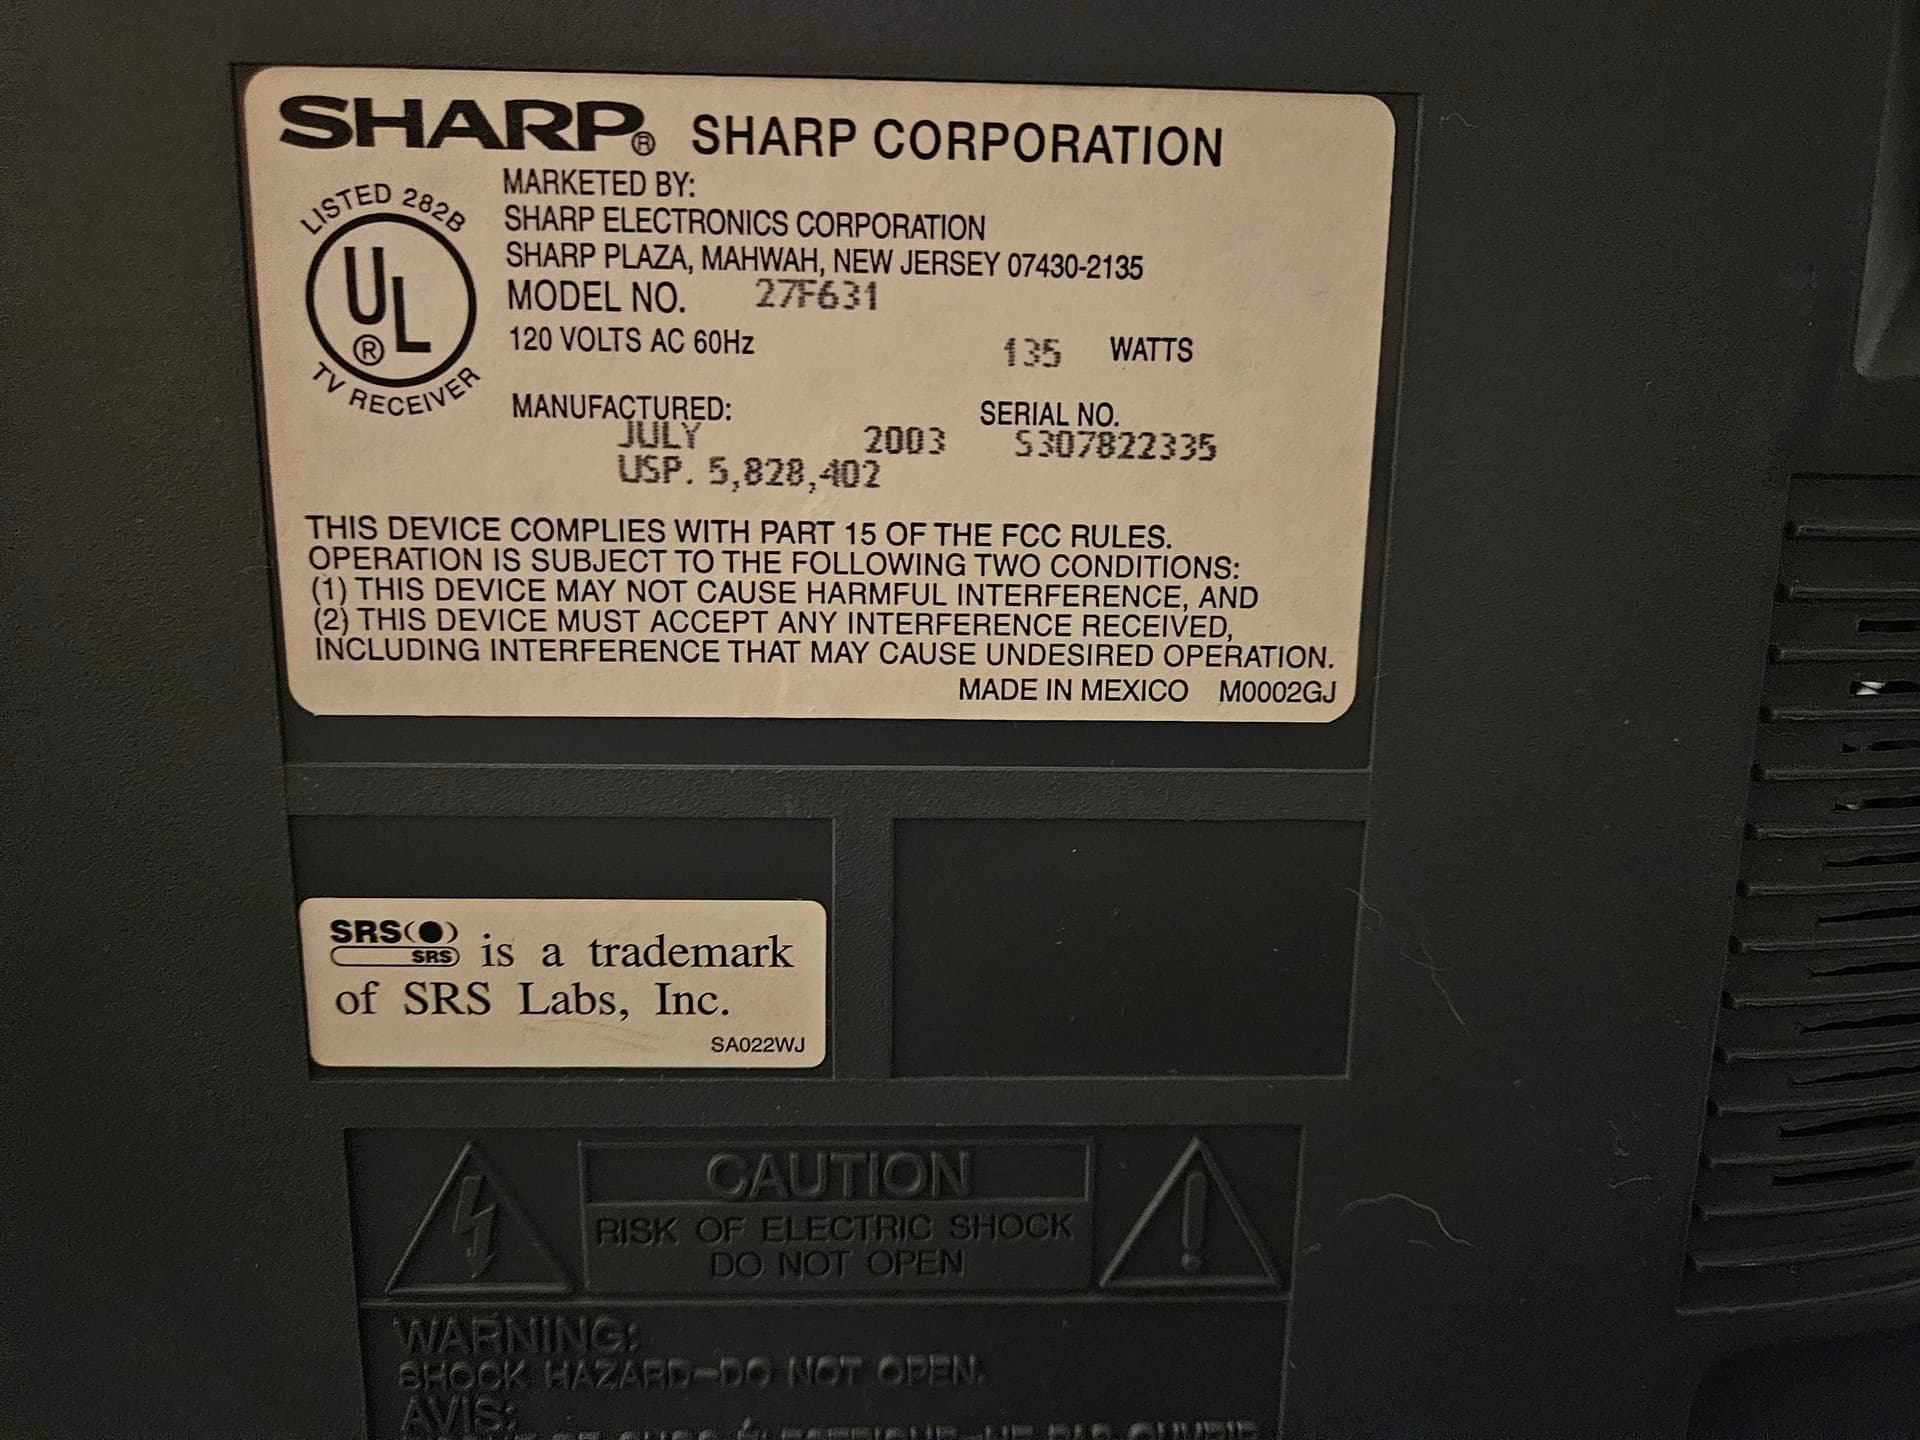 SHARP® SHARP CORPORATION
LISTED 282B
UL®
TV RECEIVER
MARKETED BY:
SHARP ELECTRONICS CORPORATION
SHARP PLAZA, MAHWAH, NEW JERSEY 07430-2135
MODEL NO. 27F631
120 VOLTS AC 60Hz 135 WATTS
MANUFACTURED: SERIAL NO.
JULY 2003 S307822335
USP. 5,828,402
THIS DEVICE COMPLIES WITH PART 15 OF THE FCC RULES.
OPERATION IS SUBJECT TO THE FOLLOWING TWO CONDITIONS:
(1) THIS DEVICE MAY NOT CAUSE HARMFUL INTERFERENCE, AND
(2) THIS DEVICE MUST ACCEPT ANY INTERFERENCE RECEIVED,
INCLUDING INTERFERENCE THAT MAY CAUSE UNDESIRED OPERATION.
MADE IN MEXICO M0002GJ
SRS(●) SRS is a trademark
of SRS Labs, Inc.
SA022WJ
CAUTION
RISK OF ELECTRIC SHOCK
DO NOT OPEN
WARNING:
SHOCK HAZARD–DO NOT OPEN.
AVIS: